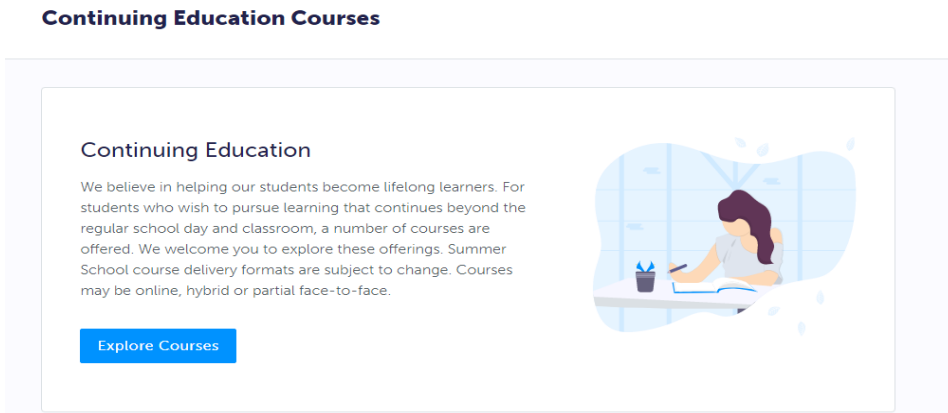 Continuing Education Courses
Continuing Education
We believe in helping our students become lifelong learners. For
students who wish to pursue learning that continues beyond the
regular school day and classroom, a number of courses are
offered. We welcome you to explore these offerings. Summer
School course delivery formats are subject to change. Courses
may be online, hybrid or partial face-to-face.
Explore Courses